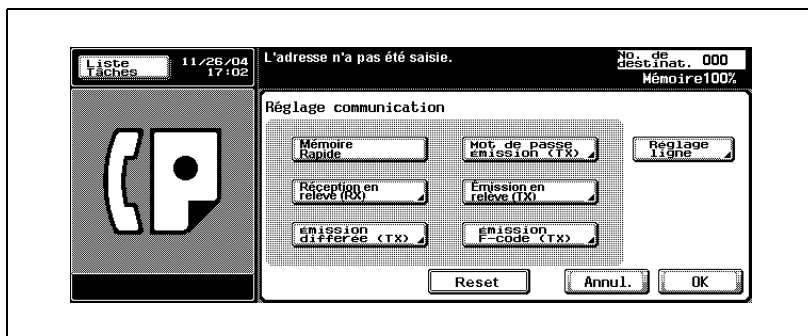 Liste
Tâches
11/26/04
17:02
L'adresse n'a pas été saisie.
No. de
destinat. 000
Mémoire100%
Réglage communication
Mémoire
Rapide
Mot de passe
émission (TX)
Réglage
ligne
Réception en
relève (RX)
Émission en
relève (TX)
émission
différée (TX)
émission
F-code (TX)
Reset
Annul.
OK